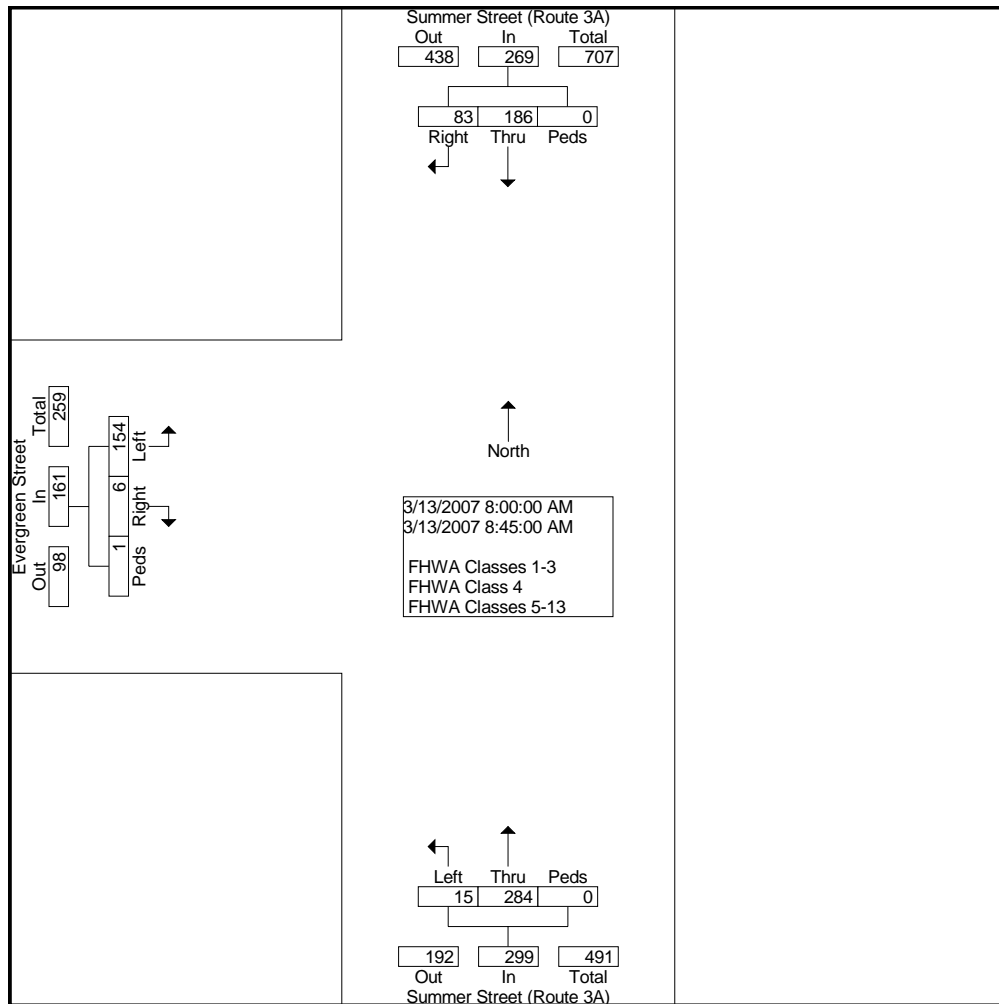 Summer Street (Route 3A)
Out In Total
438 269 707
83 186 0
Right Thru Peds
Evergreen Street
Out In Total
98 161 259
1 6 154
Peds Right Left
North
3/13/2007 8:00:00 AM
3/13/2007 8:45:00 AM
FHWA Classes 1-3
FHWA Class 4
FHWA Classes 5-13
Left Thru Peds
15 284 0
192 299 491
Out In Total
Summer Street (Route 3A)